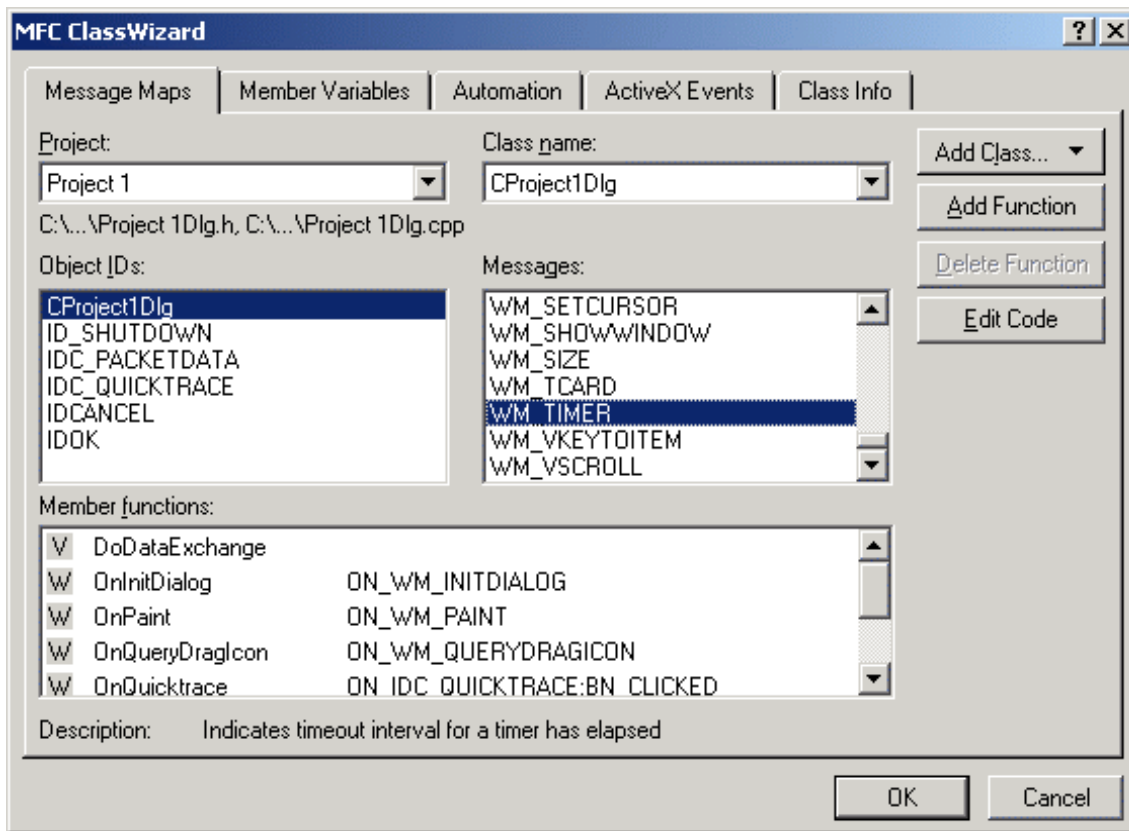 MFC ClassWizard
Message Maps Member Variables Automation ActiveX Events Class Info
Project:
Project 1
C:\...\Project 1Dlg.h, C:\...\Project 1Dlg.cpp
Class name:
CProject1Dlg
Add Class...
Add Function
Delete Function
Edit Code
Object IDs:
CProject1Dlg
ID_SHUTDOWN
IDC_PACKETDATA
IDC_QUICKTRACE
IDCANCEL
IDOK
Messages:
WM_SETCURSOR
WM_SHOWWINDOW
WM_SIZE
WM_TCARD
WM_TIMER
WM_VKEYTOITEM
WM_VSCROLL
Member functions:
V DoDataExchange
W OnInitDialog ON_WM_INITDIALOG
W OnPaint ON_WM_PAINT
W OnQueryDragIcon ON_WM_QUERYDRAGICON
W OnQuicktrace ON_IDC_QUICKTRACE:BN_CLICKED
Description: Indicates timeout interval for a timer has elapsed
OK Cancel